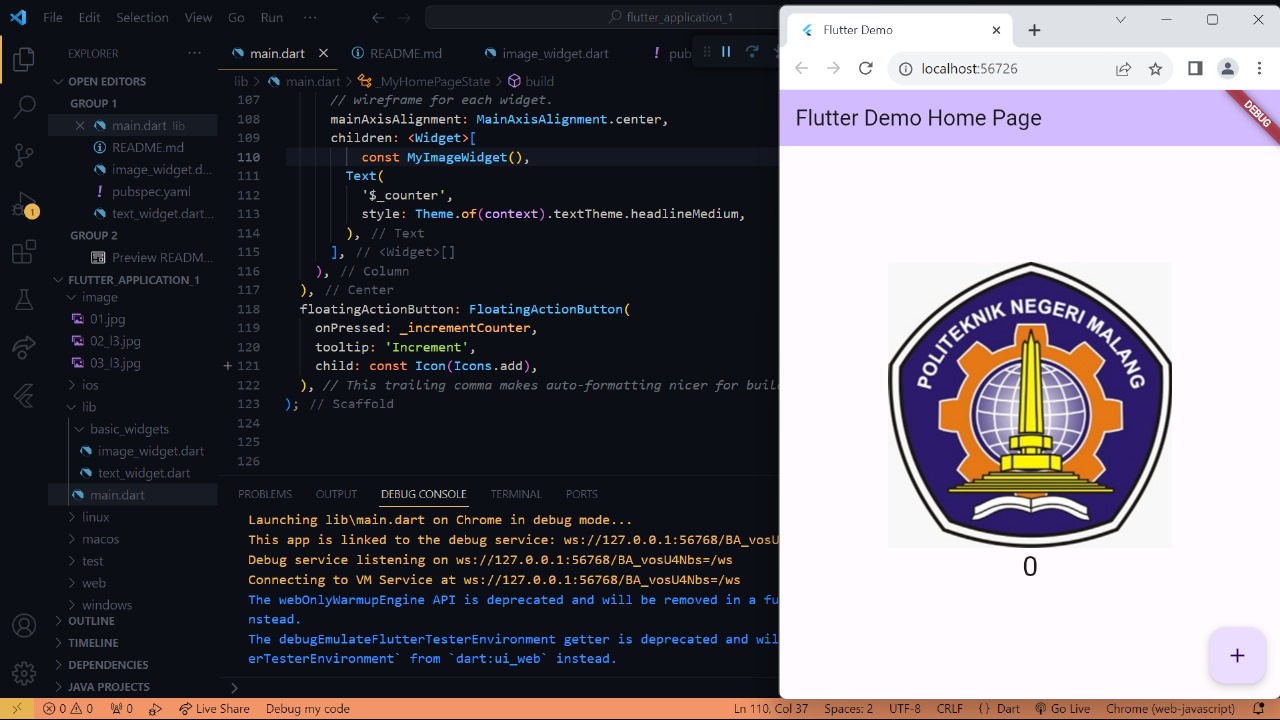 File Edit Selection View Go Run ··· flutter_application_1
EXPLORER ···
OPEN EDITORS
GROUP 1
main.dart lib
README.md
image_widget.d...
pubspec.yaml
text_widget.dart...
GROUP 2
Preview READM...
FLUTTER_APPLICATION_1
image
01.jpg
02_l3.jpg
03_l3.jpg
ios
lib
basic_widgets
image_widget.dart
text_widget.dart
main.dart
linux
macos
test
web
windows
OUTLINE
TIMELINE
DEPENDENCIES
JAVA PROJECTS
main.dart README.md image_widget.dart ! pub
lib > main.dart > _MyHomePageState > build
107 // wireframe for each widget.
108 mainAxisAlignment: MainAxisAlignment.center,
109 children: <Widget>[
110 const MyImageWidget(),
111 Text(
112 '$_counter',
113 style: Theme.of(context).textTheme.headlineMedium,
114 ), // Text
115 ], // <Widget>[]
116 ), // Column
117 ), // Center
118 floatingActionButton: FloatingActionButton(
119 onPressed: _incrementCounter,
120 tooltip: 'Increment',
121 child: const Icon(Icons.add),
122 ), // This trailing comma makes auto-formatting nicer for buil
123 ); // Scaffold
124
125
126
PROBLEMS OUTPUT DEBUG CONSOLE TERMINAL PORTS
Launching lib\main.dart on Chrome in debug mode...
This app is linked to the debug service: ws://127.0.0.1:56768/BA_vosU
Debug service listening on ws://127.0.0.1:56768/BA_vosU4Nbs=/ws
Connecting to VM Service at ws://127.0.0.1:56768/BA_vosU4Nbs=/ws
The webOnlyWarmupEngine API is deprecated and will be removed in a fu
nstead.
The debugEmulateFlutterTesterEnvironment getter is deprecated and wil
erTesterEnvironment` from `dart:ui_web` instead.
0 0 0 Live Share Debug my code Ln 110, Col 37 Spaces: 2 UTF-8 CRLF {} Dart Go Live Chrome (web-javascript)
Flutter Demo
localhost:56726
Flutter Demo Home Page
DEBUG
POLITEKNIK NEGERI MALANG
0
+